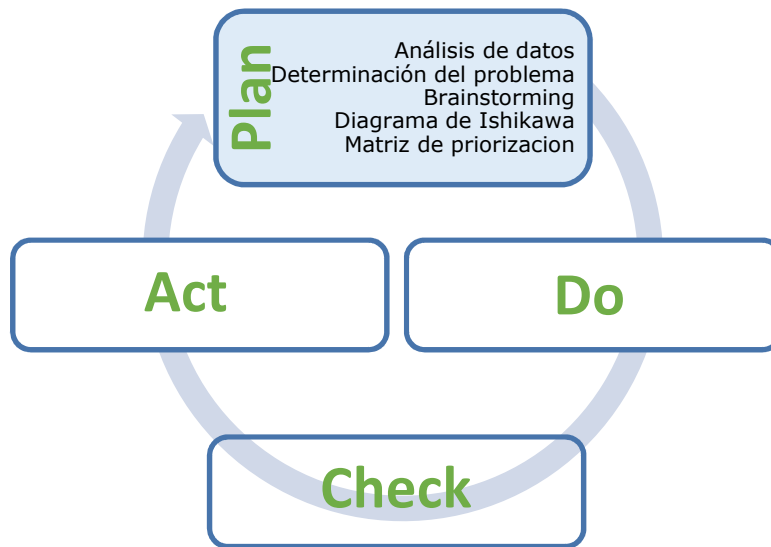 Plan
Análisis de datos
Determinación del problema
Brainstorming
Diagrama de Ishikawa
Matriz de priorizacion
Act
Do
Check